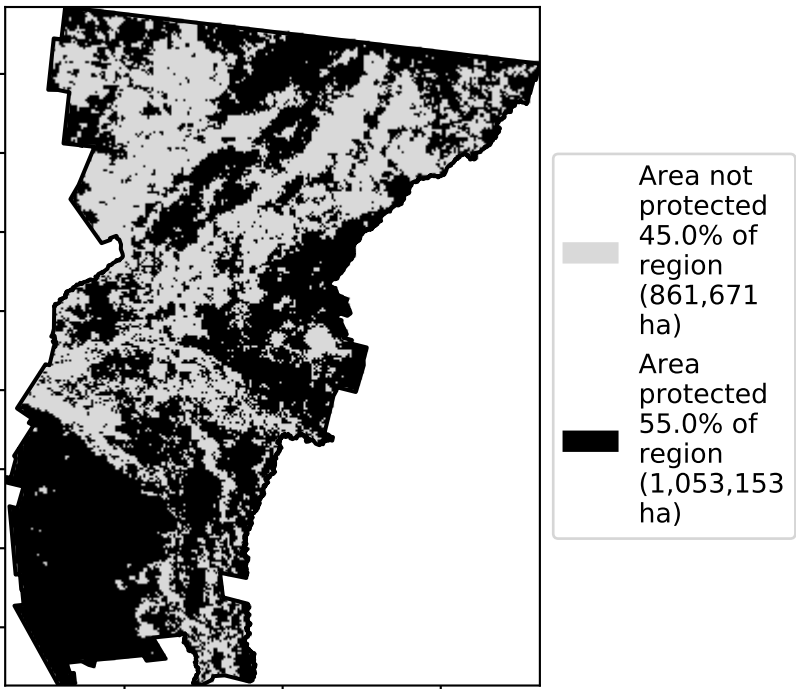 Area not
protected
45.0% of
region
(861,671
ha)
Area
protected
55.0% of
region
(1,053,153
ha)